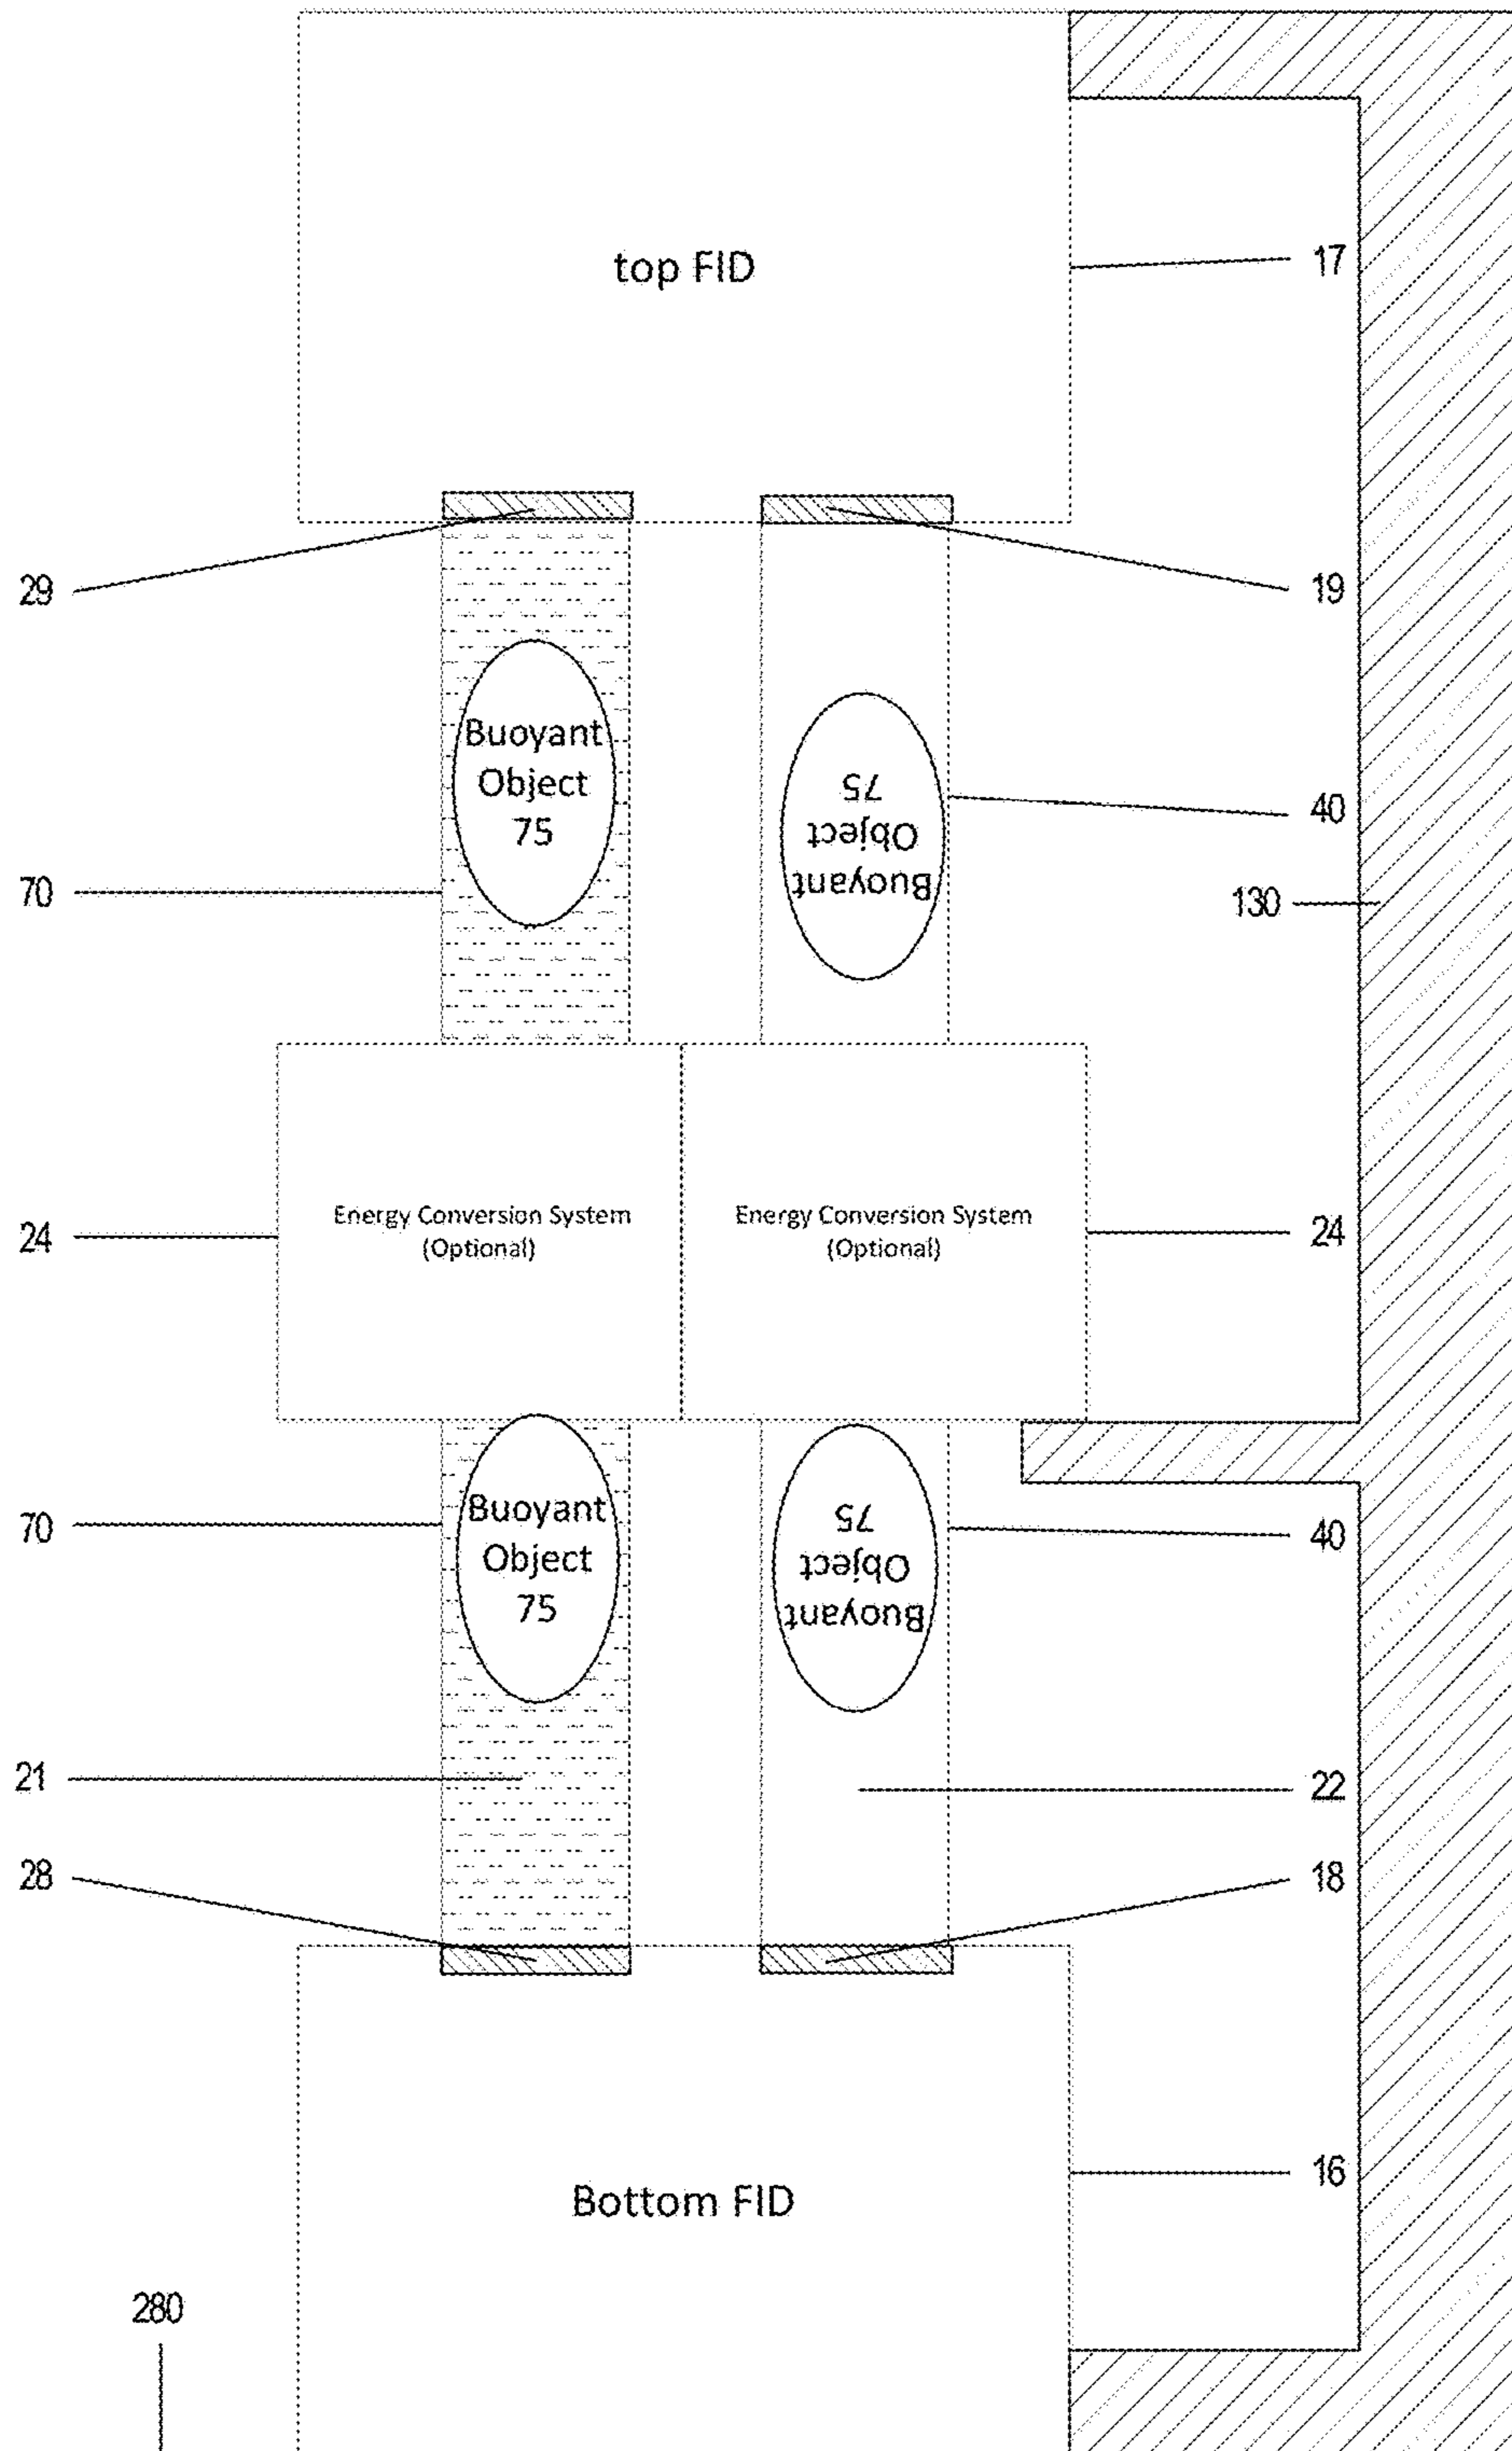 top FID
17
29
19
Buoyant
Object
75
Buoyant
Object
75
40
70
130
Energy Conversion System
(Optional)
Energy Conversion System
(Optional)
24
24
Buoyant
Object
75
Buoyant
Object
75
70
40
21
22
28
18
16
Bottom FID
280